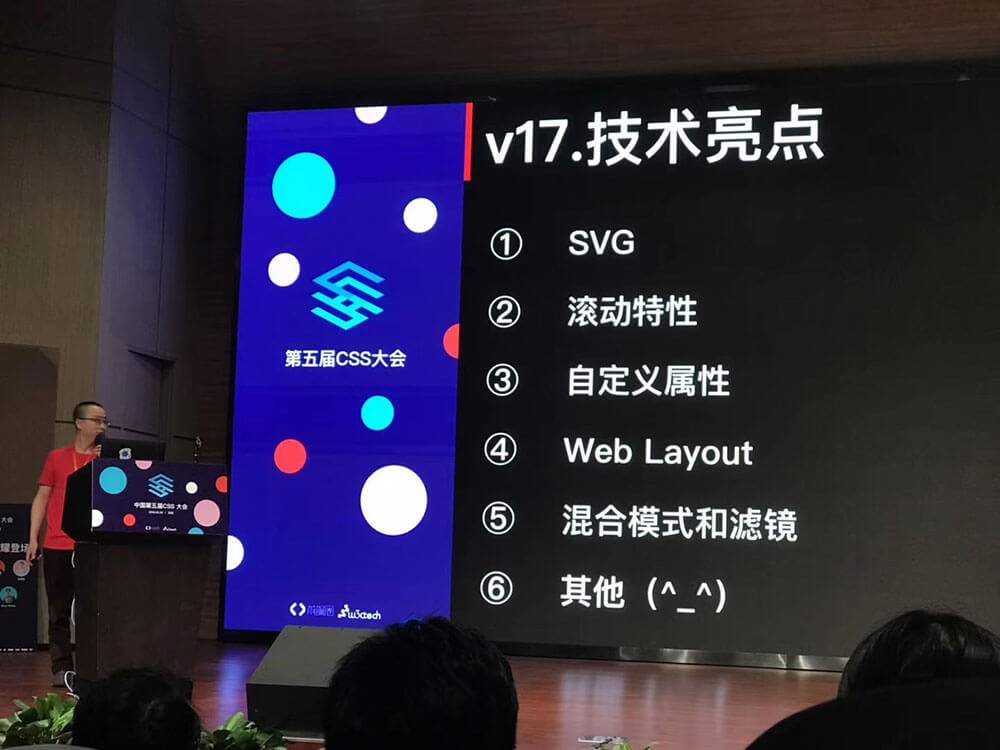 v17.技术亮点
① SVG
② 滚动特性
③ 自定义属性
④ Web Layout
⑤ 混合模式和滤镜
⑥ 其他 (^_^)
第五届CSS大会
w3ctech
中国第五届CSS 大会
大会
耀登场